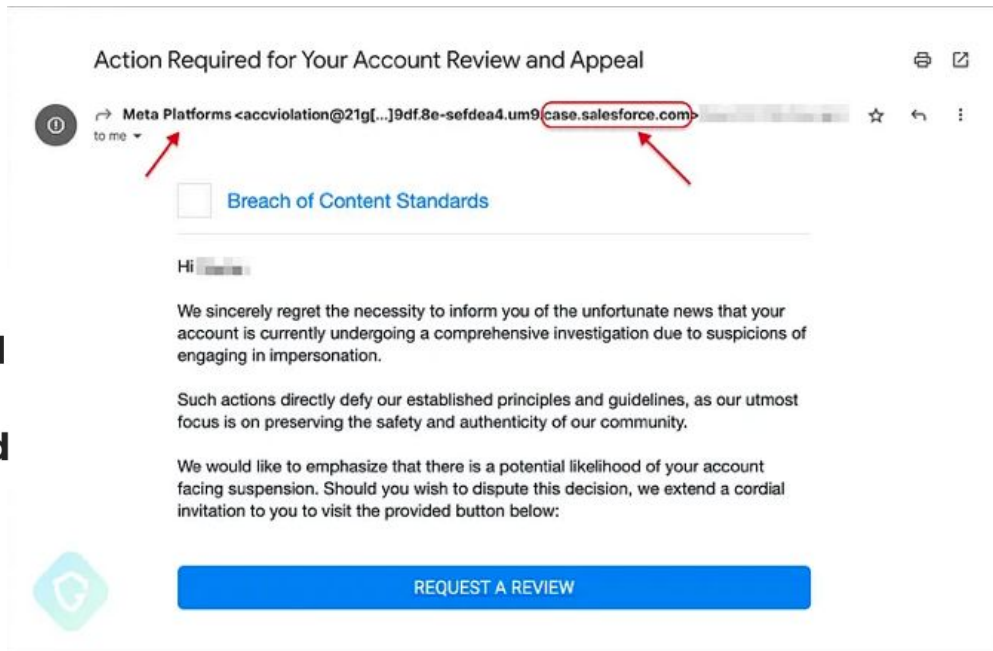 Action Required for Your Account Review and Appeal
Meta Platforms <accviolation@21g[...]9df.8e-sefdea4.um9.case.salesforce.com>
to me
Breach of Content Standards
Hi
We sincerely regret the necessity to inform you of the unfortunate news that your
account is currently undergoing a comprehensive investigation due to suspicions of
engaging in impersonation.
Such actions directly defy our established principles and guidelines, as our utmost
focus is on preserving the safety and authenticity of our community.
We would like to emphasize that there is a potential likelihood of your account
facing suspension. Should you wish to dispute this decision, we extend a cordial
invitation to you to visit the provided button below:
REQUEST A REVIEW